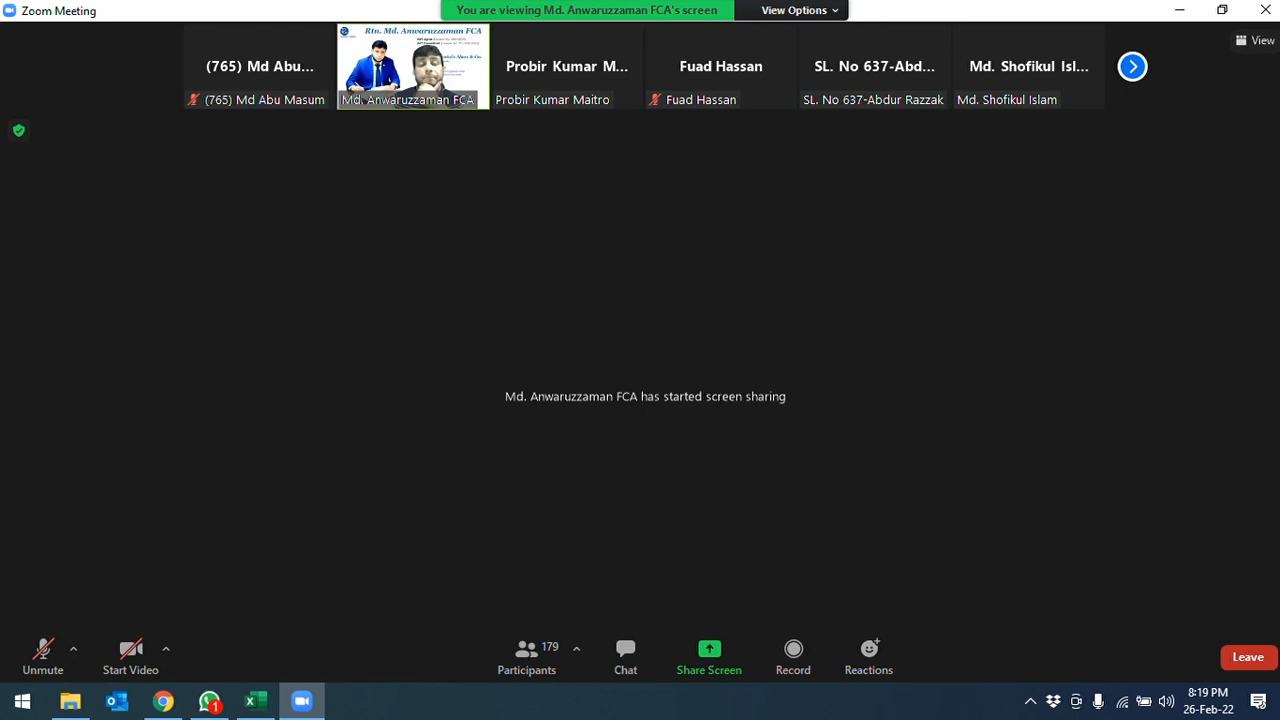 Zoom Meeting
You are viewing Md. Anwaruzzaman FCA's screen
View Options
View
(765) Md Abu...
Rtn. Md. Anwaruzzaman FCA
Probir Kumar M
Fuad Hassan
SL. No 637-Abd...
Md. Shofikul Isl...
(765) Md Abu Masum
Md. Anwaruzzaman FCA
Probir Kumar Maitro
Fuad Hassan
SL. No 637-Abdur Razzak
Md. Shofikul Islam
Md. Anwaruzzaman FCA has started screen sharing
Unmute
Start Video
179
Participants
Chat
Share Screen
Record
Reactions
Leave
1
8:19 PM
26-Feb-22